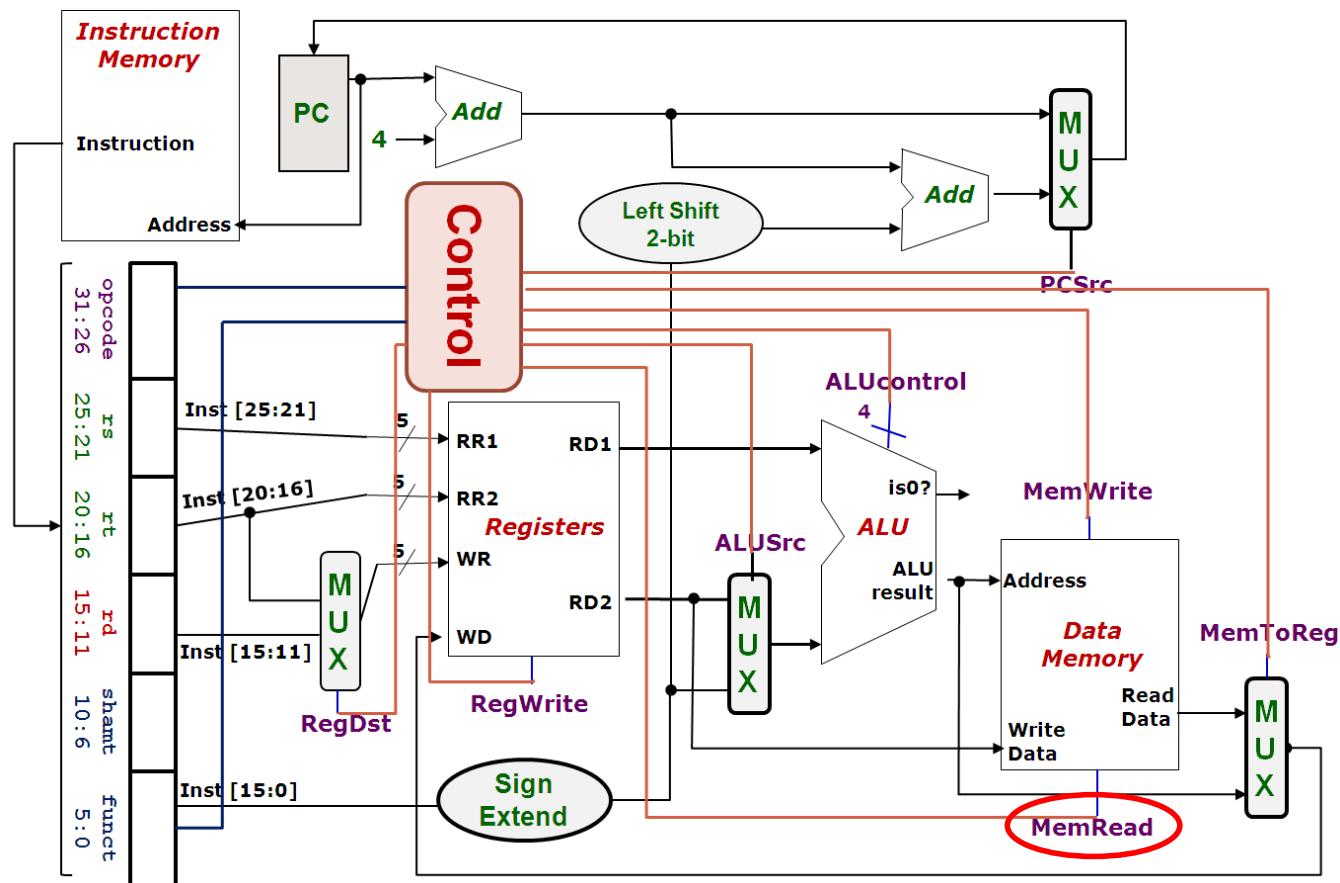 Instruction
Memory
Instruction
Address
PC
4
Add
Add
MUX
Left Shift
2-bit
PCSrc
Control
opcode
31:26
rs
25:21
rt
20:16
rd
15:11
shamt
10:6
funct
5:0
Inst [25:21]
Inst [20:16]
Inst [15:11]
Inst [15:0]
5
5
5
MUX
RegDst
RR1
RR2
WR
WD
RD1
RD2
Registers
RegWrite
Sign
Extend
ALUSrc
MUX
ALUcontrol
4
is0?
ALU
ALU
result
MemWrite
Address
Data
Memory
Read
Data
Write
Data
MemRead
MemToReg
MUX